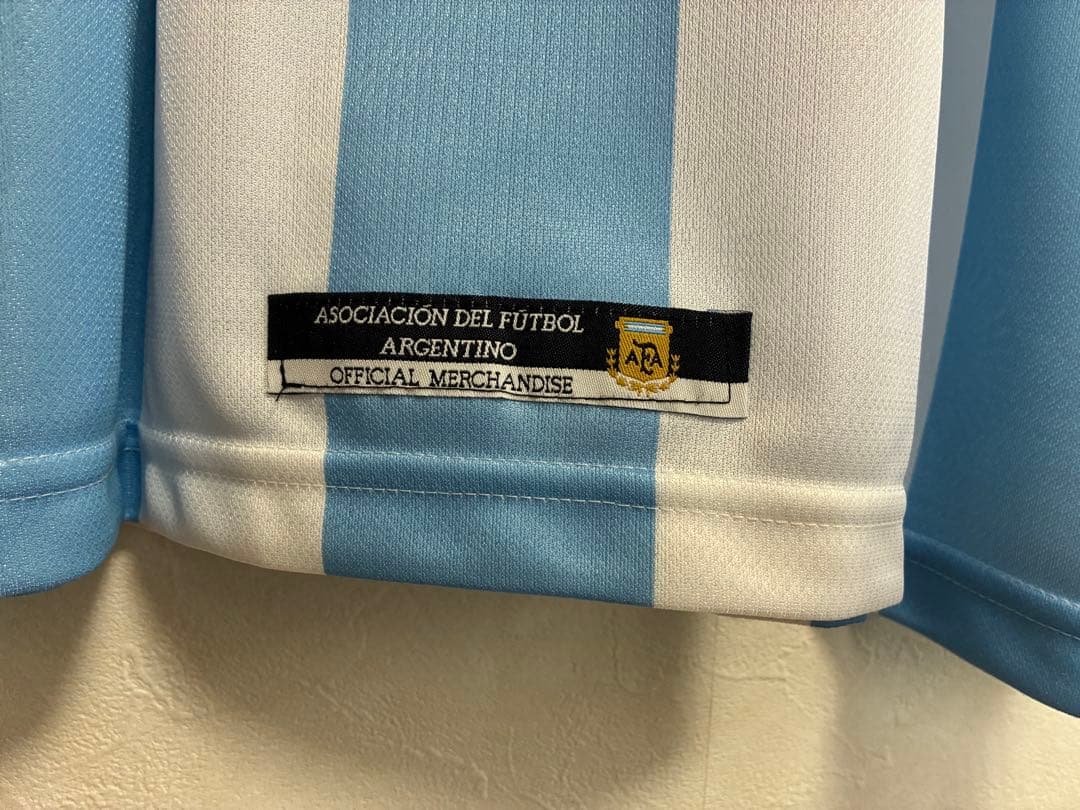 ASOCIACIÓN DEL FÚTBOL
ARGENTINO
OFFICIAL MERCHANDISE
AFA